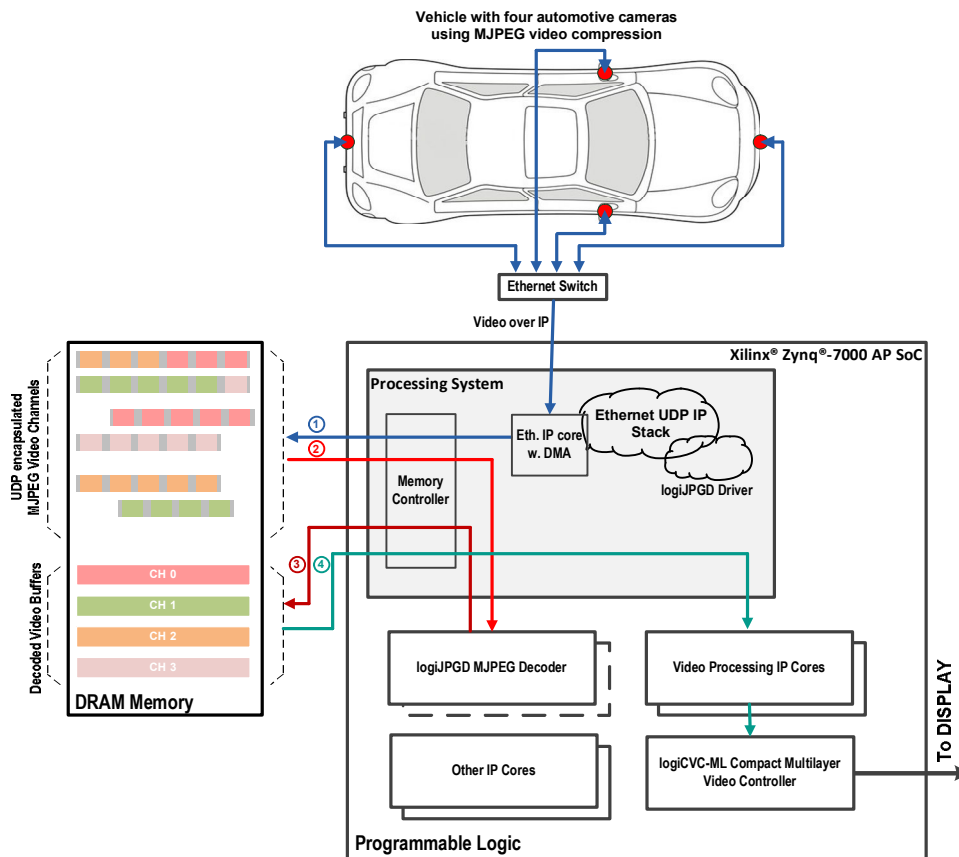 Vehicle with four automotive cameras
using MJPEG video compression
Ethernet Switch
Video over IP
Xilinx® Zynq®-7000 AP SoC
Processing System
Ethernet UDP IP
Stack
Eth. IP core
w. DMA
logiJPGD Driver
Memory
Controller
1
2
3
4
UDP encapsulated
MJPEG Video Channels
Decoded Video Buffers
CH 0
CH 1
CH 2
CH 3
DRAM Memory
logiJPGD MJPEG Decoder
Video Processing IP Cores
Other IP Cores
logiCVC-ML Compact Multilayer
Video Controller
To DISPLAY
Programmable Logic